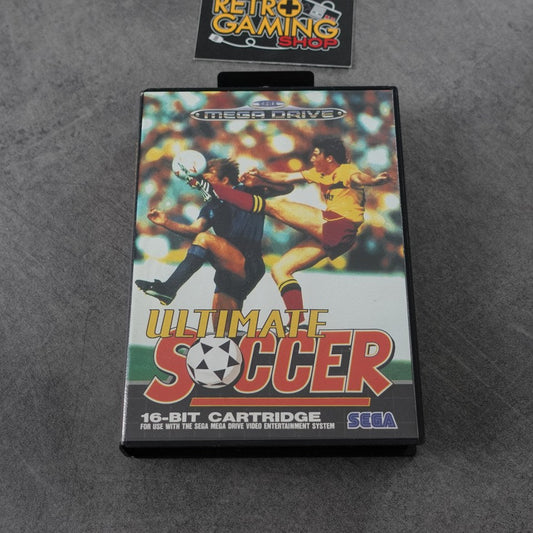 RETRO
GAMING
SHOP
SEGA
MEGA DRIVE
ULTIMATE
SOCCER
16-BIT CARTRIDGE
FOR USE WITH THE SEGA MEGA DRIVE VIDEO ENTERTAINMENT SYSTEM
SEGA